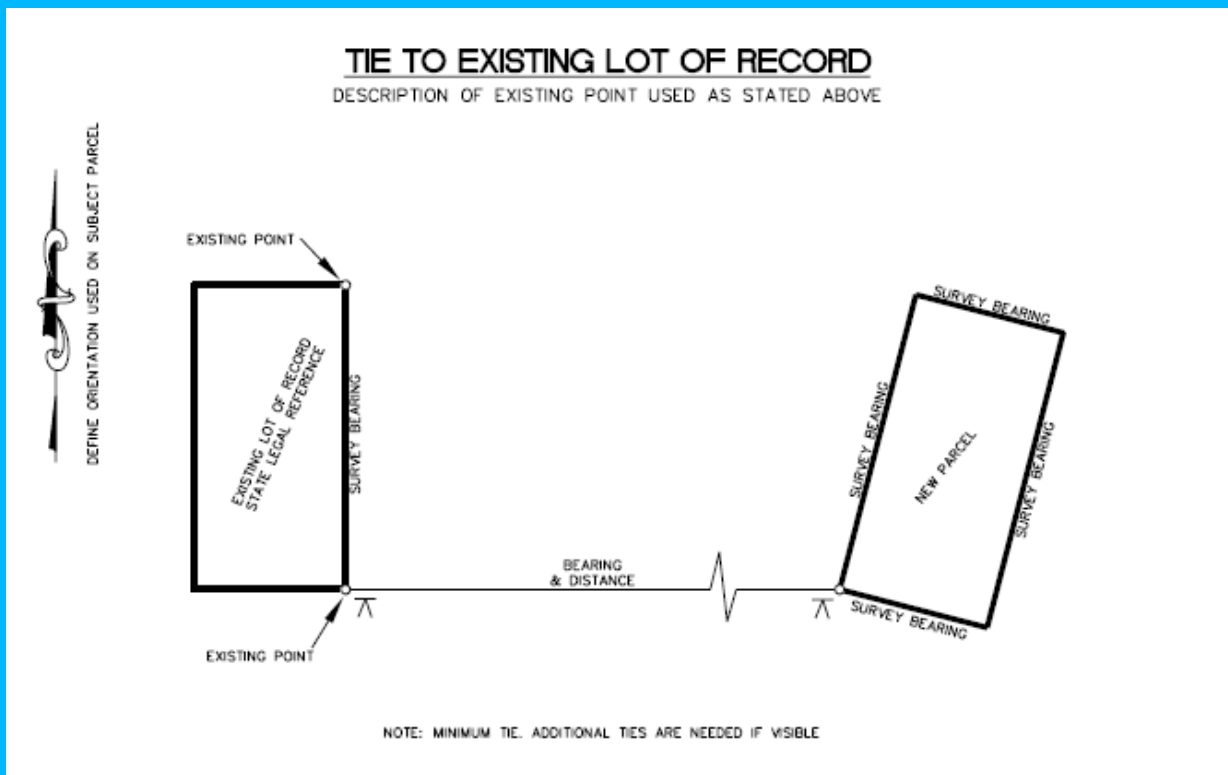 TIE TO EXISTING LOT OF RECORD
DESCRIPTION OF EXISTING POINT USED AS STATED ABOVE
DEFINE ORIENTATION USED ON SUBJECT PARCEL
EXISTING POINT
EXISTING LOT OF RECORD
STATE LEGAL REFERENCE
SURVEY BEARING
BEARING
& DISTANCE
EXISTING POINT
SURVEY BEARING
SURVEY BEARING
NEW PARCEL
SURVEY BEARING
SURVEY BEARING
NOTE: MINIMUM TIE. ADDITIONAL TIES ARE NEEDED IF VISIBLE